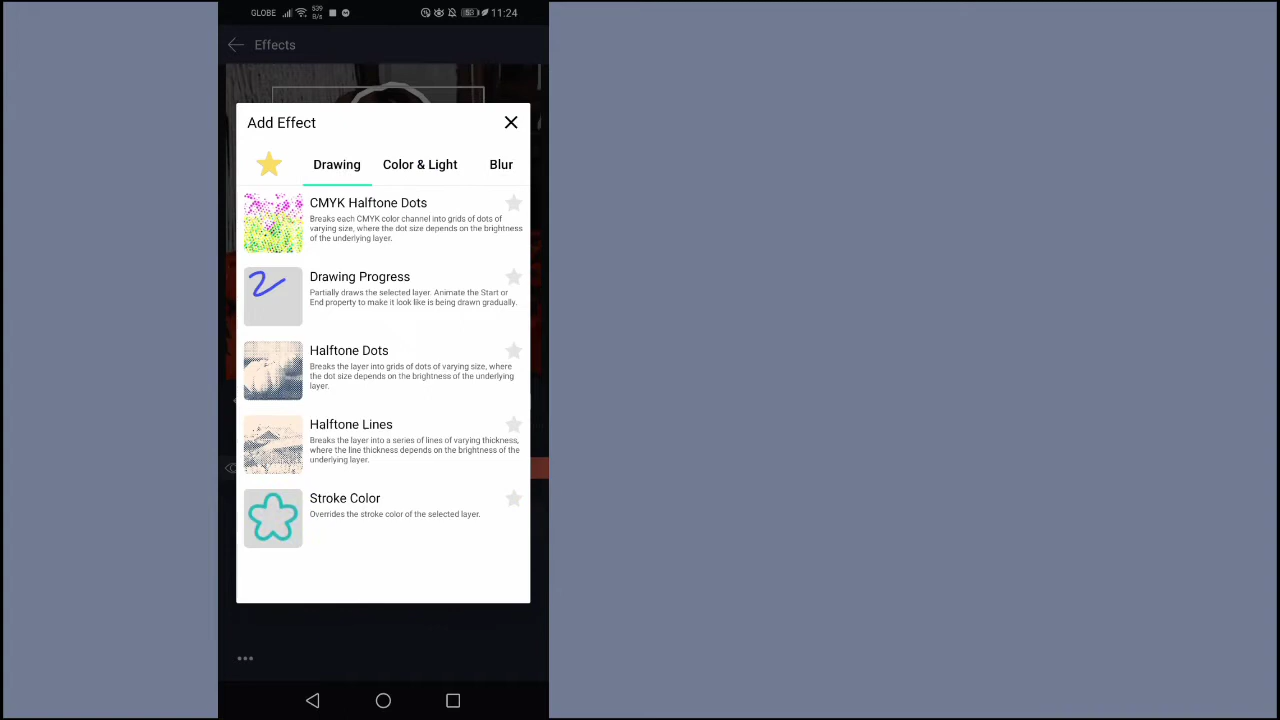 GLOBE 539 B/s 53 11:24
Effects
Add Effect
Drawing Color & Light Blur
CMYK Halftone Dots
Breaks each CMYK color channel into grids of dots of
varying size, where the dot size depends on the brightness
of the underlying layer.
Drawing Progress
Partially draws the selected layer. Animate the Start or
End property to make it look like is being drawn gradually.
Halftone Dots
Breaks the layer into grids of dots of varying size, where
the dot size depends on the brightness of the underlying
layer.
Halftone Lines
Breaks the layer into a series of lines of varying thickness,
where the line thickness depends on the brightness of the
underlying layer.
Stroke Color
Overrides the stroke color of the selected layer.